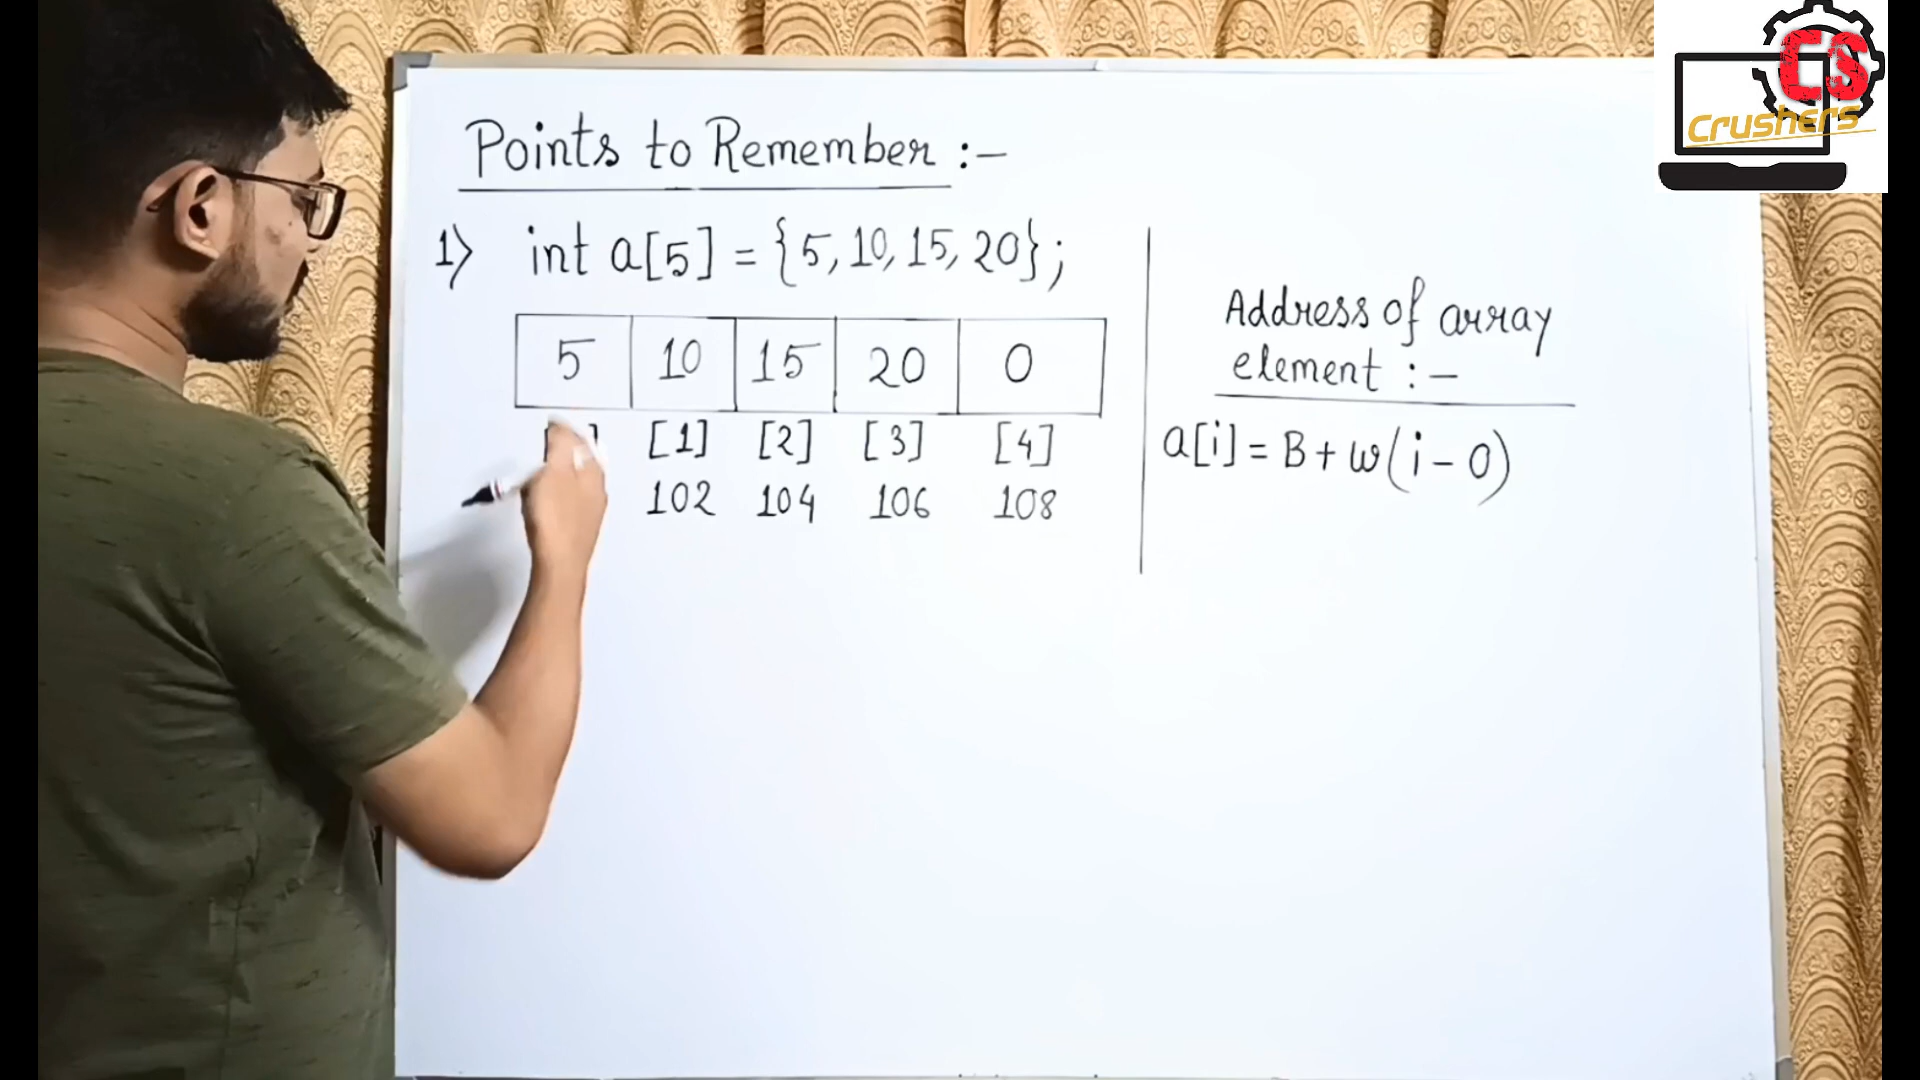 CS
Crushers
Points to Remember :-
1) int a[5] = {5, 10, 15, 20};
5 10 15 20 0
[ ] [1] [2] [3] [4]
102 104 106 108
Address of array
element :-
a[i] = B + w(i - 0)